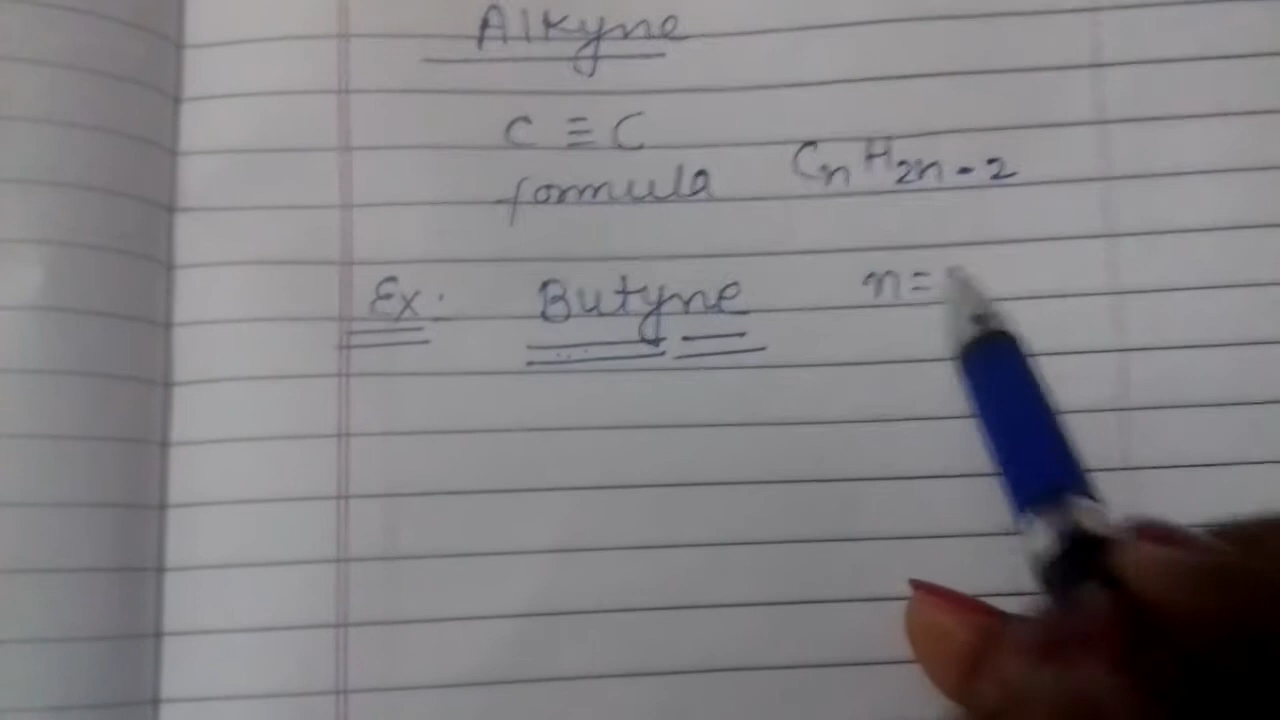 Alkyne
C ≡ C
formula CnH2n-2
Ex: Butyne n=